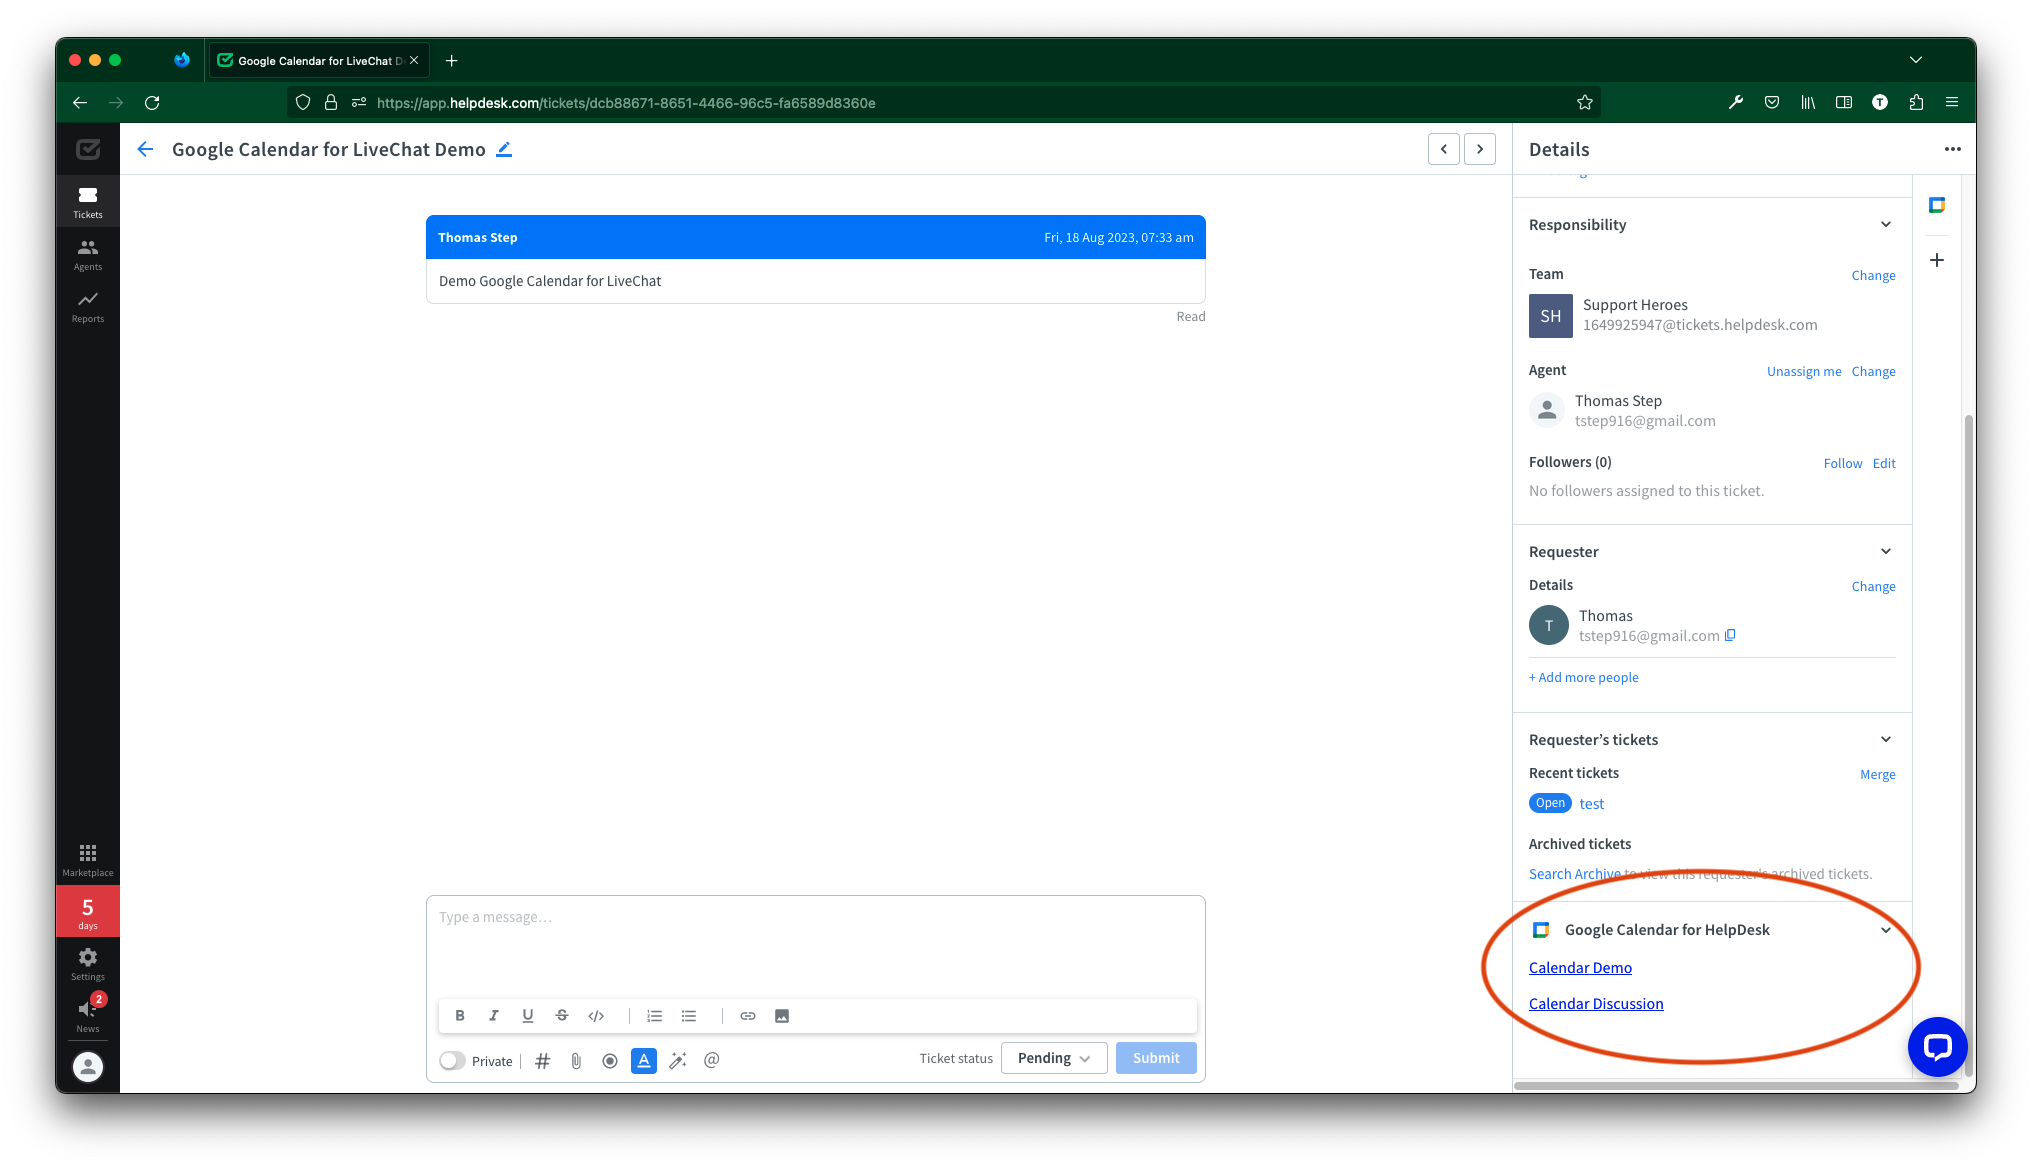 Google Calendar for LiveChat D
https://app.helpdesk.com/tickets/dcb88671-8651-4466-96c5-fa6589d8360e
T
Tickets
Agents
Reports
Marketplace
5
days
Settings
2
News
Google Calendar for LiveChat Demo
Thomas Step
Fri, 18 Aug 2023, 07:33 am
Demo Google Calendar for LiveChat
Read
Type a message...
B I U S </>
Private # A @
Ticket status
Pending
Submit
Details
Responsibility
Team
Change
SH
Support Heroes
1649925947@tickets.helpdesk.com
Agent
Unassign me Change
Thomas Step
tstep916@gmail.com
Followers (0)
Follow Edit
No followers assigned to this ticket.
Requester
Details
Change
T
Thomas
tstep916@gmail.com
+ Add more people
Requester's tickets
Recent tickets
Merge
Open test
Archived tickets
Search Archive to view this requester's archived tickets.
Google Calendar for HelpDesk
Calendar Demo
Calendar Discussion